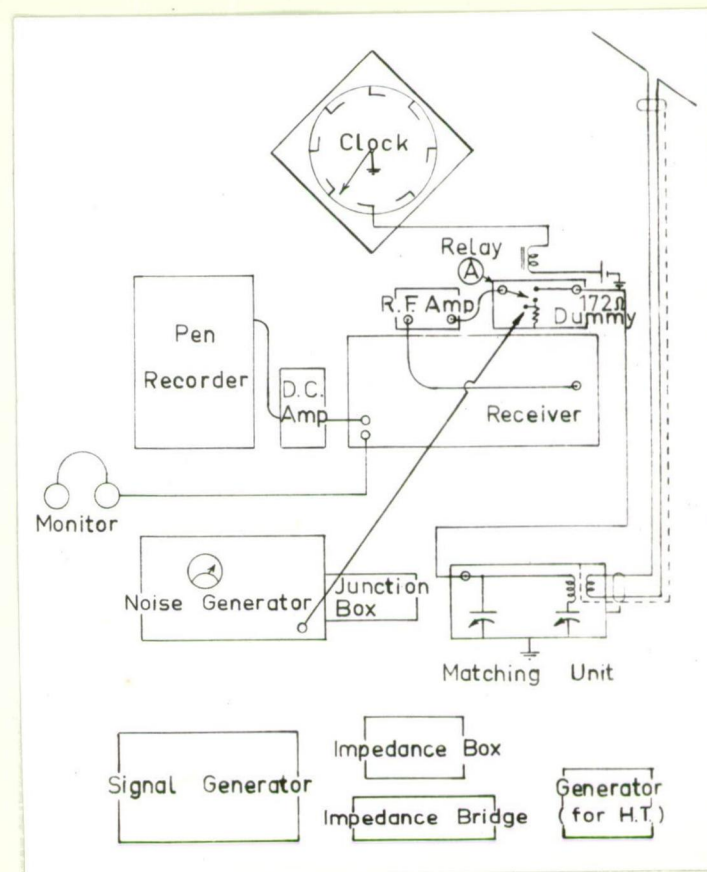 Clock
Relay
A
R.F. Amp
172Ω
Dummy
Pen
Recorder
D.C.
Amp
Receiver
Monitor
Noise Generator
Junction
Box
Matching Unit
Signal Generator
Impedance Box
Impedance Bridge
Generator
(for H.T.)